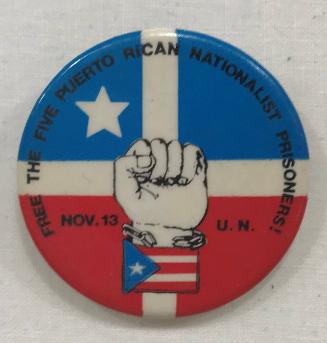 FREE THE FIVE PUERTO RICAN NATIONALIST PRISONERS!
NOV. 13
U. N.